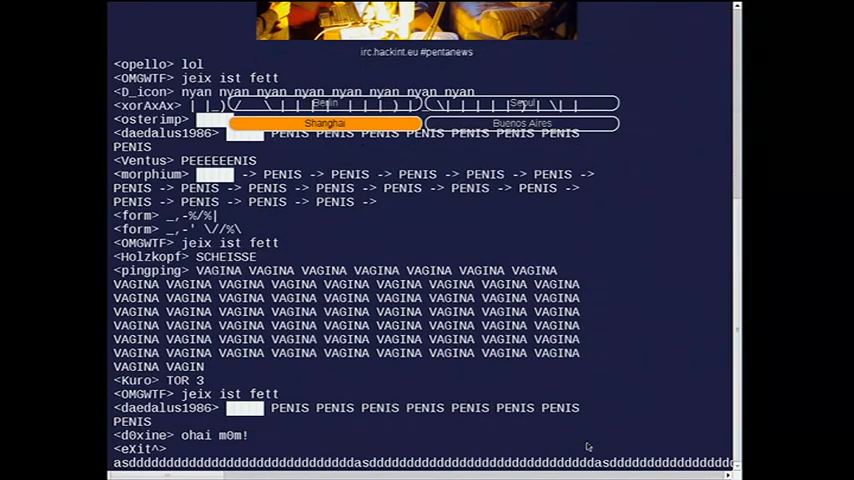 irc.hackint.eu #pentanews
<opello> lol
<OMGWTF> jeix ist fett
<D_icon> nyan nyan nyan nyan nyan nyan nyan nyan
<xorAxAx>
Berlin
Seoul
<osterimp>
Shanghai
Buenos Aires
<daedalus1986> PENIS PENIS PENIS PENIS PENIS PENIS PENIS
PENIS
<Ventus> PEEEEEENIS
<morphium> -> PENIS -> PENIS -> PENIS -> PENIS -> PENIS ->
PENIS -> PENIS -> PENIS -> PENIS -> PENIS -> PENIS -> PENIS ->
PENIS -> PENIS -> PENIS -> PENIS ->
<form> _,-%/%|
<form> _,-' \//%\
<OMGWTF> jeix ist fett
<Holzkopf> SCHEISSE
<pingping> VAGINA VAGINA VAGINA VAGINA VAGINA VAGINA VAGINA
VAGINA VAGINA VAGINA VAGINA VAGINA VAGINA VAGINA VAGINA VAGINA
VAGINA VAGINA VAGINA VAGINA VAGINA VAGINA VAGINA VAGINA VAGINA
VAGINA VAGINA VAGINA VAGINA VAGINA VAGINA VAGINA VAGINA VAGINA
VAGINA VAGINA VAGINA VAGINA VAGINA VAGINA VAGINA VAGINA VAGINA
VAGINA VAGINA VAGINA VAGINA VAGINA VAGINA VAGINA VAGINA VAGINA
VAGINA VAGINA VAGINA VAGINA VAGINA VAGINA VAGINA VAGINA VAGINA
VAGINA VAGIN
<Kuro> TOR 3
<OMGWTF> jeix ist fett
<daedalus1986> PENIS PENIS PENIS PENIS PENIS PENIS PENIS
PENIS
<d0xine> ohai m0m!
<eXit^>